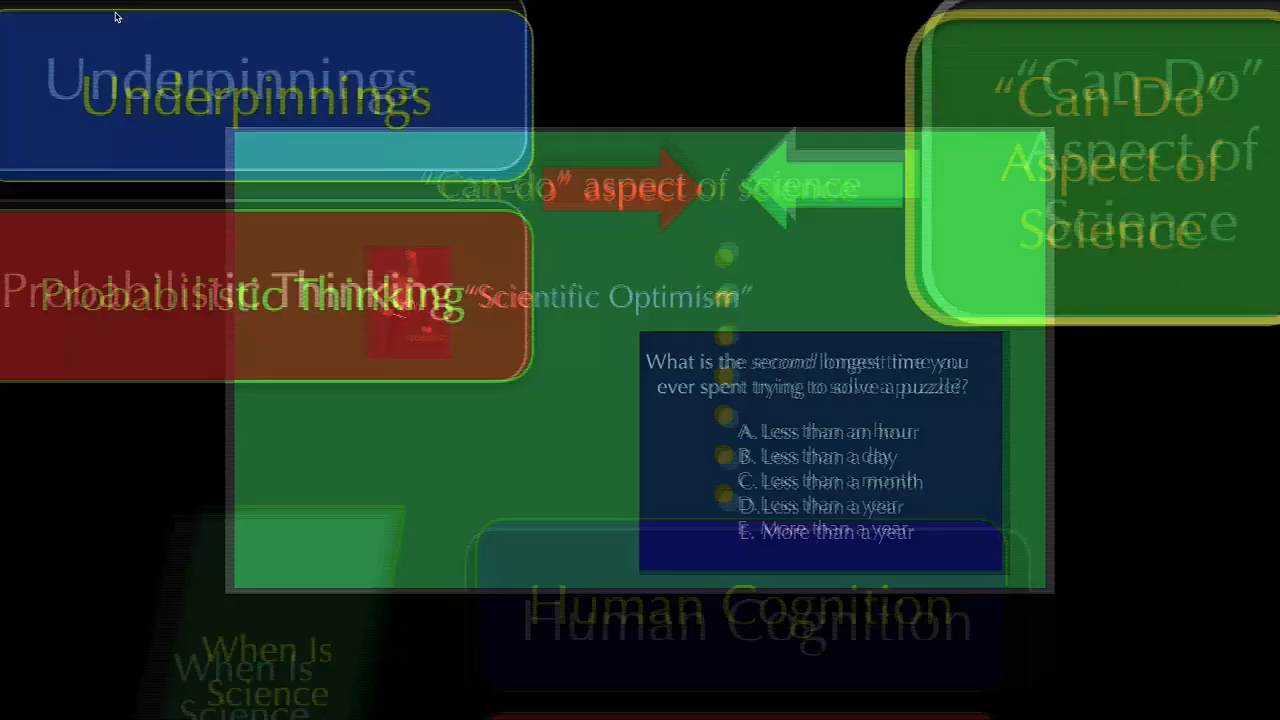 Underpinnings
“Can-Do”
Aspect of
Science
“Can-do” aspect of science
Probabilistic Thinking
“Scientific Optimism”
What is the second longest time you
ever spent trying to solve a puzzle?
A. Less than an hour
B. Less than a day
C. Less than a month
D. Less than a year
E. More than a year
Human Cognition
When Is
Science